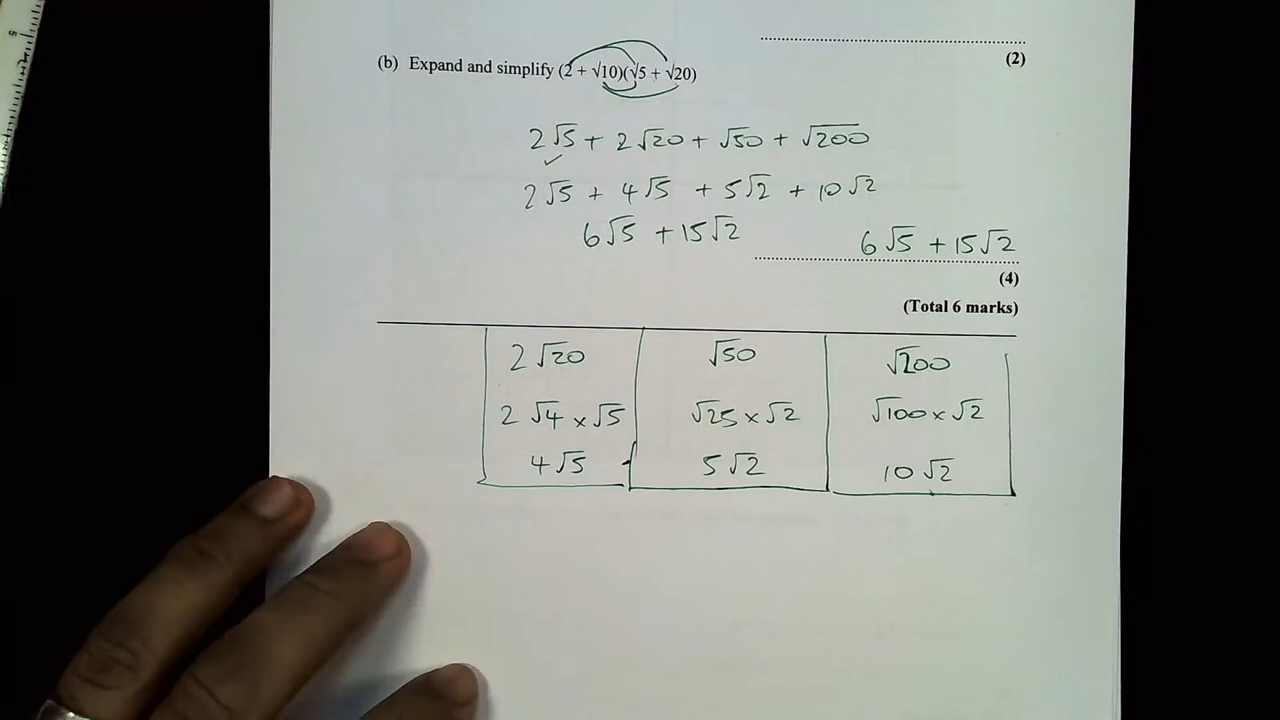 5
(2)
(b) Expand and simplify (2 + √10)(√5 + √20)
2√5 + 2√20 + √50 + √200
2√5 + 4√5 + 5√2 + 10√2
6√5 + 15√2
6√5 + 15√2
(4)
(Total 6 marks)
2√20 √50 √200
2√4 × √5 √25 × √2 √100 × √2
4√5 5√2 10√2